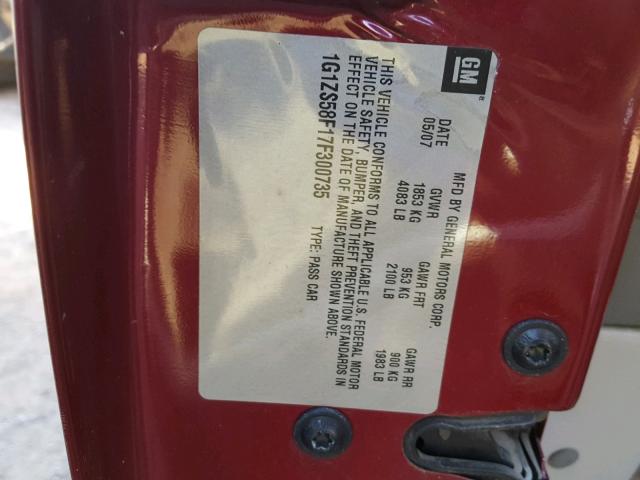 GM®
MFD BY GENERAL MOTORS CORP.
DATE GVWR GAWR FRT GAWR RR
05/07 1853 KG 953 KG 900 KG
4083 LB 2100 LB 1983 LB
THIS VEHICLE CONFORMS TO ALL APPLICABLE U.S. FEDERAL MOTOR
VEHICLE SAFETY, BUMPER, AND THEFT PREVENTION STANDARDS IN
EFFECT ON THE DATE OF MANUFACTURE SHOWN ABOVE.
1G1ZS58F17F300735 TYPE: PASS CAR